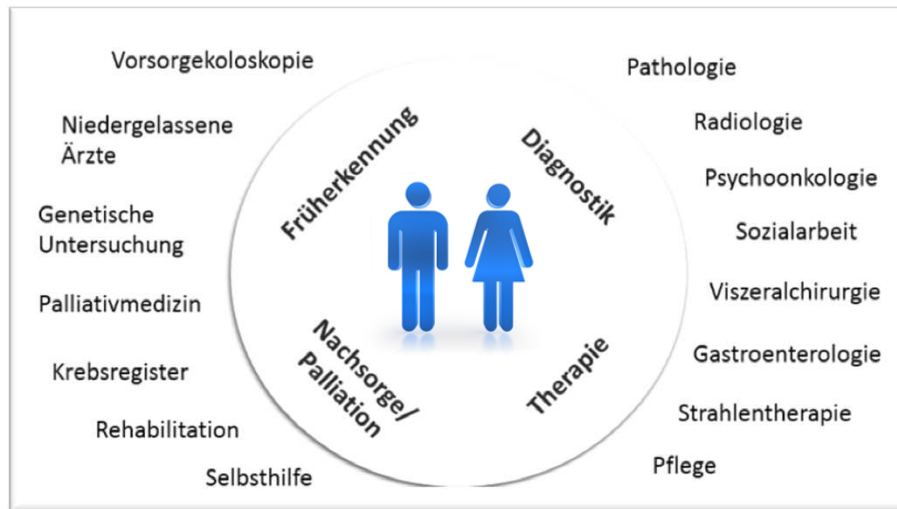 Vorsorgekoloskopie
Niedergelassene
Ärzte
Genetische
Untersuchung
Palliativmedizin
Krebsregister
Rehabilitation
Selbsthilfe
Früherkennung
Diagnostik
Nachsorge/
Palliation
Therapie
Pathologie
Radiologie
Psychoonkologie
Sozialarbeit
Viszeralchirurgie
Gastroenterologie
Strahlentherapie
Pflege